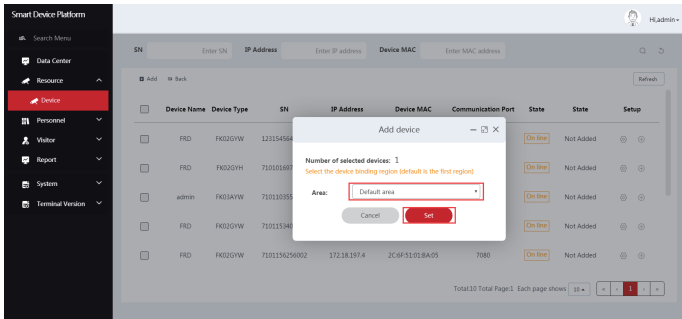 Smart Device Platform
Hi,admin
Search Menu
SN Enter SN IP Address Enter IP address Device MAC Enter MAC address
Data Center
Resource
Add Back Refresh
Device
Device Name Device Type SN IP Address Device MAC Communication Port State State Setup
Personnel
Add device
Visitor
FRD FK02GYW 123154564 On line Not Added
Report
Number of selected devices: 1
Select the device binding region (default is the first region)
FRD FK02GYH 710101697 On line Not Added
System
Area: Default area
admin FK03AYW 710110355 On line Not Added
Terminal Version
Cancel Set
FRD FK02GYW 710115340 On line Not Added
FRD FK02GYW 7101156256002 172.18.197.4 2C:6F:51:01:BA:05 7080 On line Not Added
Total:10 Total Page:1 Each page shows 10 « ‹ 1 › »